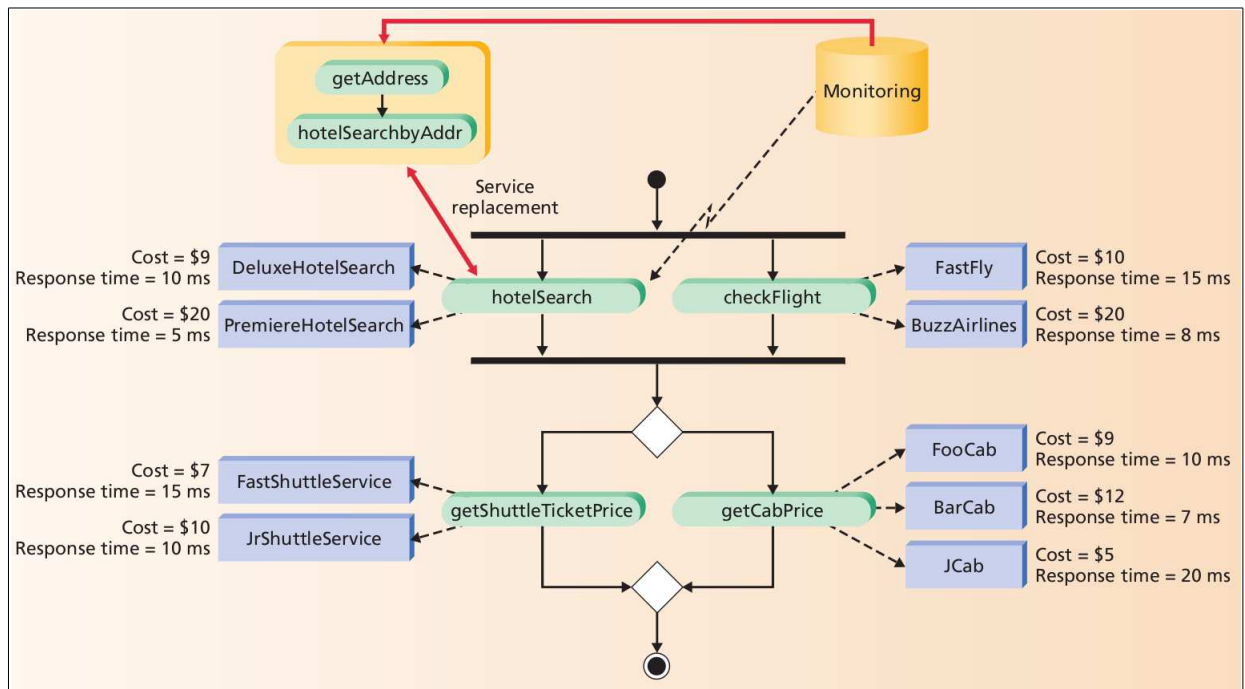 getAddress
hotelSearchbyAddr
Monitoring
Service
replacement
Cost = $9
Response time = 10 ms
DeluxeHotelSearch
Cost = $20
Response time = 5 ms
PremiereHotelSearch
hotelSearch
checkFlight
FastFly
Cost = $10
Response time = 15 ms
BuzzAirlines
Cost = $20
Response time = 8 ms
Cost = $7
Response time = 15 ms
FastShuttleService
Cost = $10
Response time = 10 ms
JrShuttleService
getShuttleTicketPrice
getCabPrice
FooCab
Cost = $9
Response time = 10 ms
BarCab
Cost = $12
Response time = 7 ms
JCab
Cost = $5
Response time = 20 ms